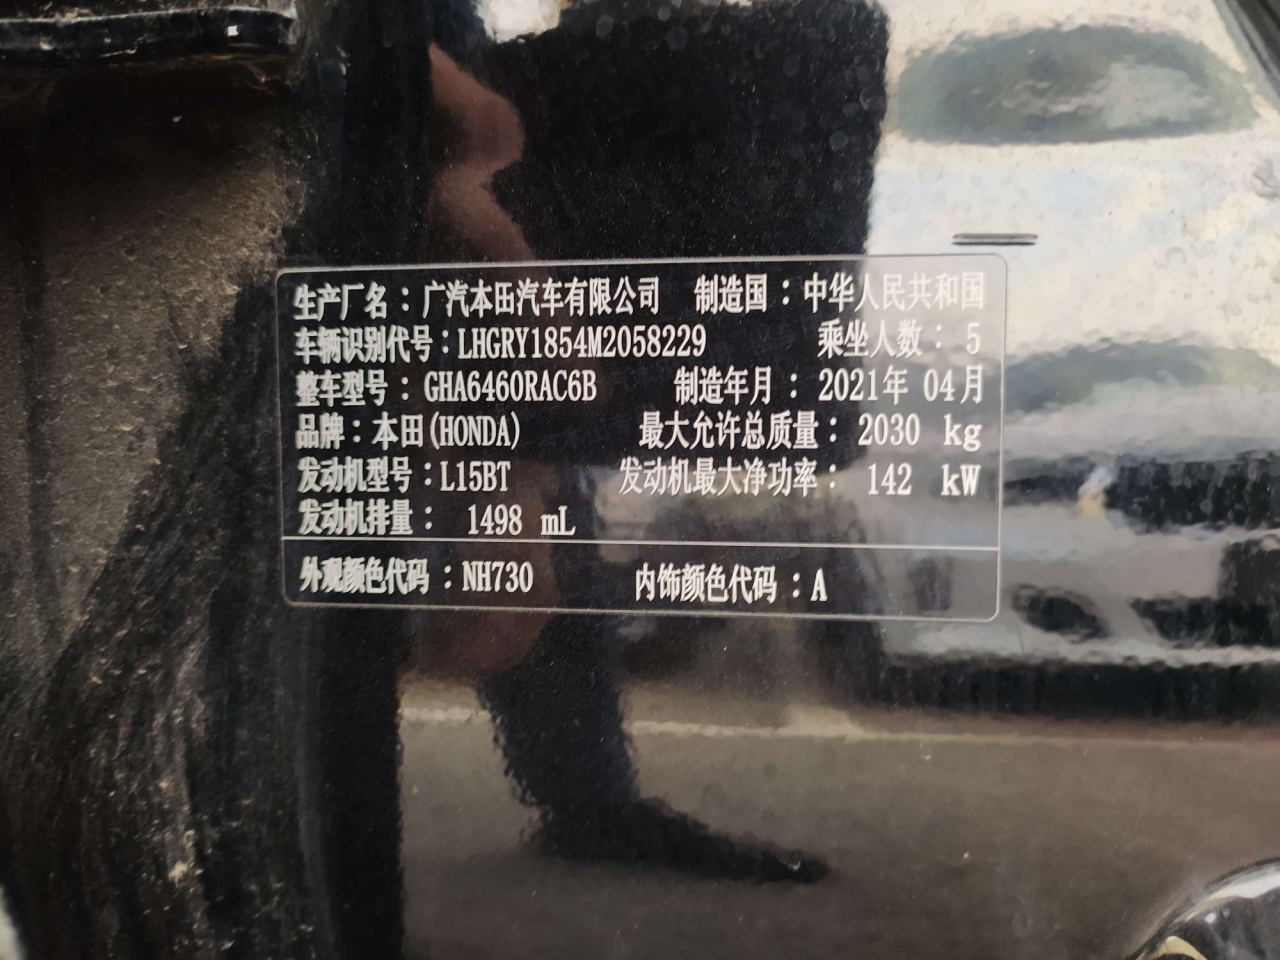 生产厂名：广汽本田汽车有限公司 制造国：中华人民共和国
车辆识别代号：LHGRY1854M2058229 乘坐人数：5
整车型号：GHA6460RAC6B 制造年月：2021年 04月
品牌：本田(HONDA) 最大允许总质量：2030 kg
发动机型号：L15BT 发动机最大净功率：142 kW
发动机排量：1498 mL
外观颜色代码：NH730 内饰颜色代码：A